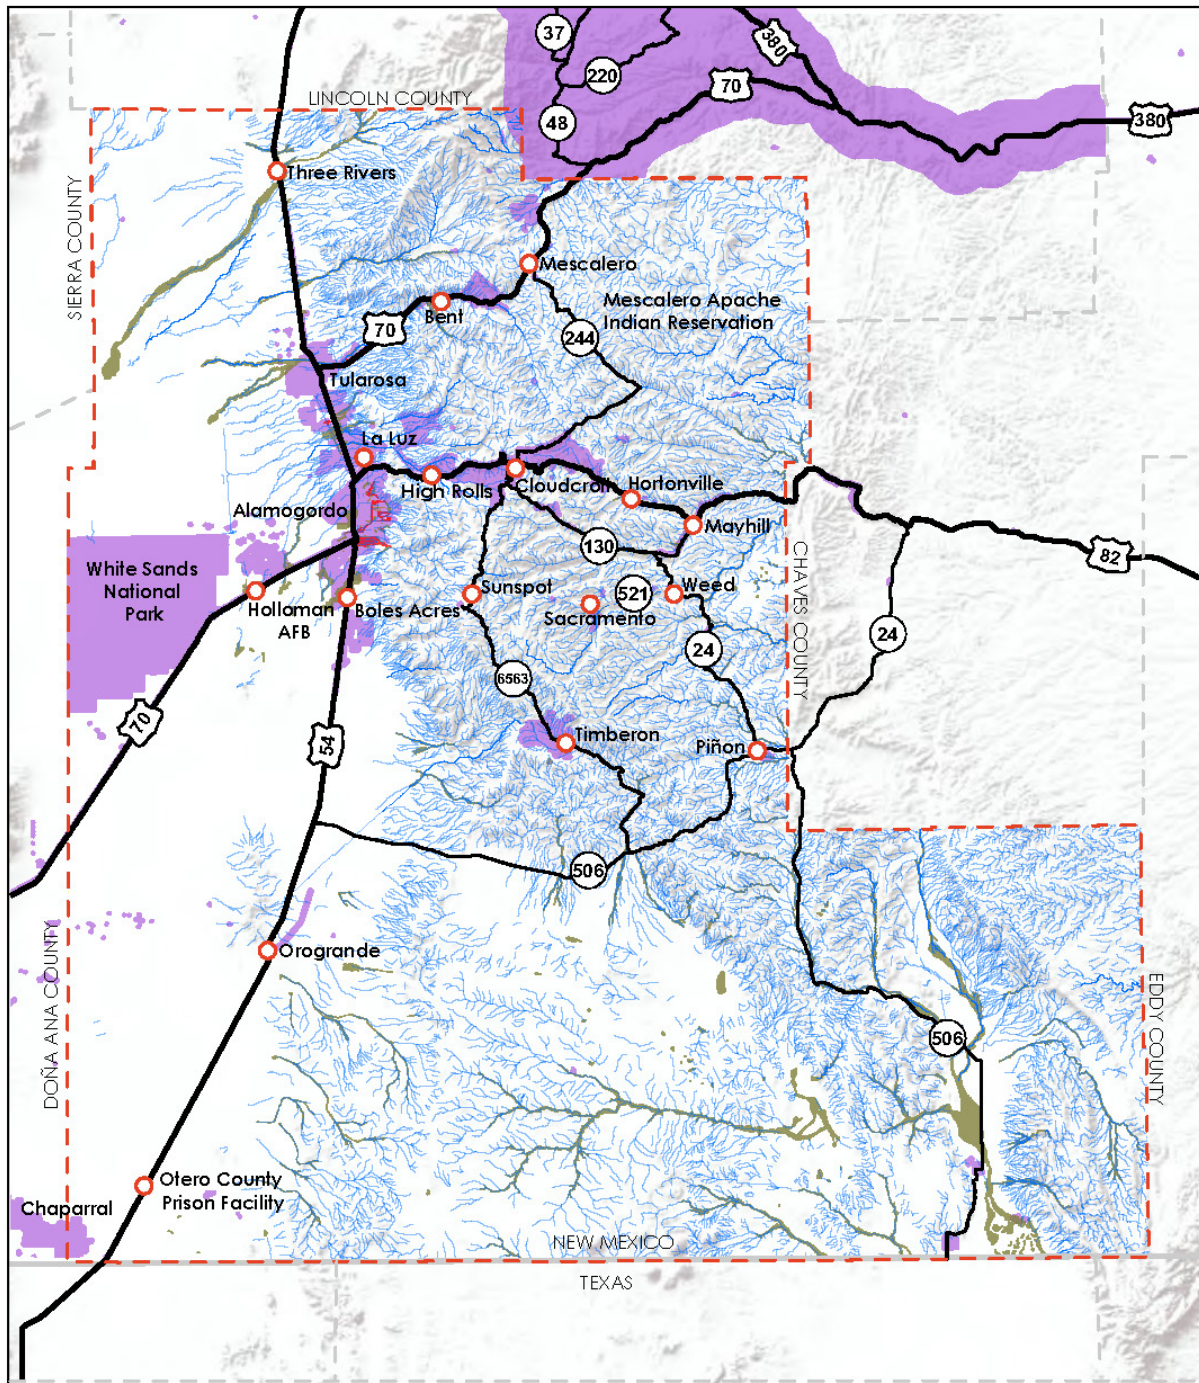 37
380
220
70
48
380
LINCOLN COUNTY
Three Rivers
SIERRA COUNTY
Mescalero
Mescalero Apache
Indian Reservation
Bent
70
244
Tularosa
La Luz
High Rolls
Cloudcroft
Hortonville
Alamogordo
Mayhill
130
82
White Sands
National
Park
Holloman
AFB
Boles Acres
Sunspot
521
Weed
Sacramento
CHAVES COUNTY
24
24
6563
70
54
Timberon
Piñon
506
Orogrande
DOÑA ANA COUNTY
EDDY COUNTY
506
Otero County
Prison Facility
Chaparral
NEW MEXICO
TEXAS